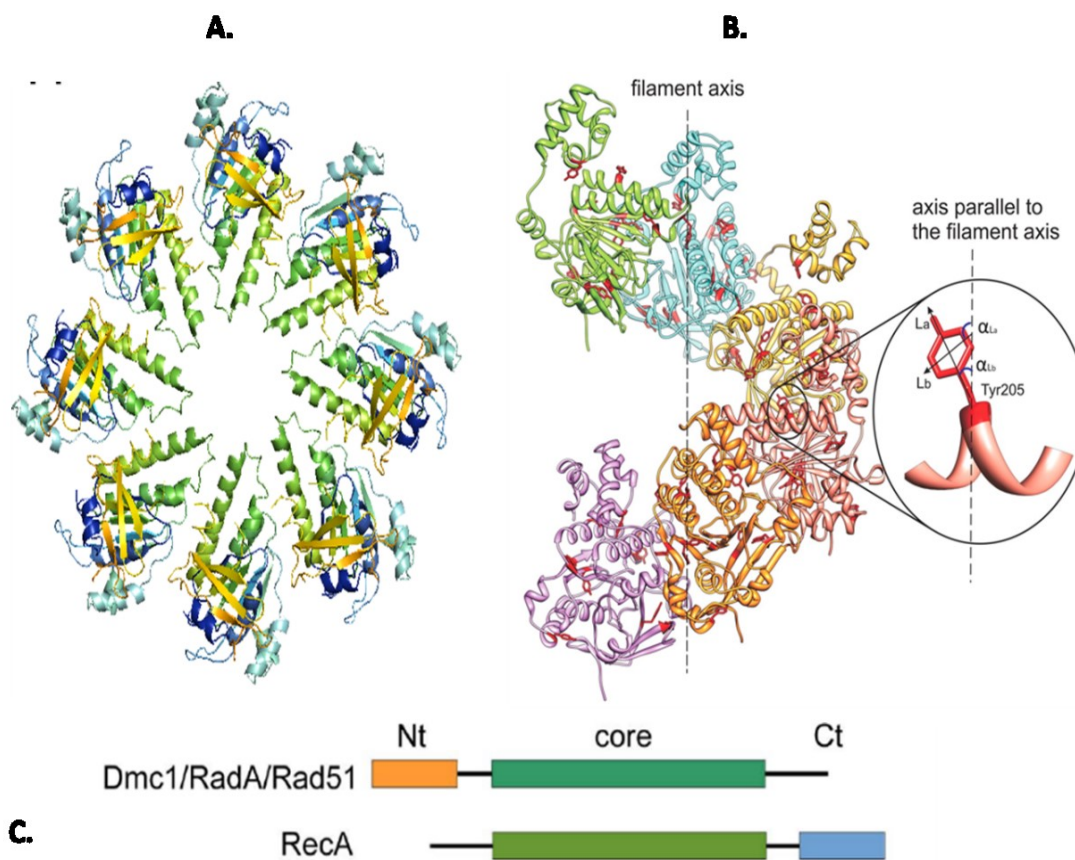 A.
B.
- -
filament axis
axis parallel to
the filament axis
La
αLa
Lb
αLb
Tyr205
Nt core Ct
Dmc1/RadA/Rad51
C.
RecA